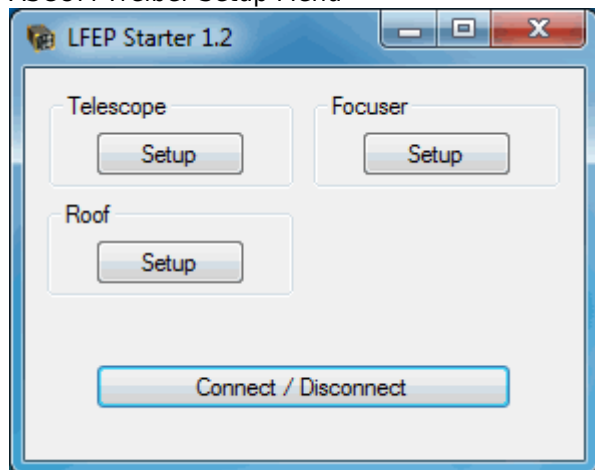 LFEP Starter 1.2
Telescope
Focuser
Setup
Setup
Roof
Setup
Connect / Disconnect